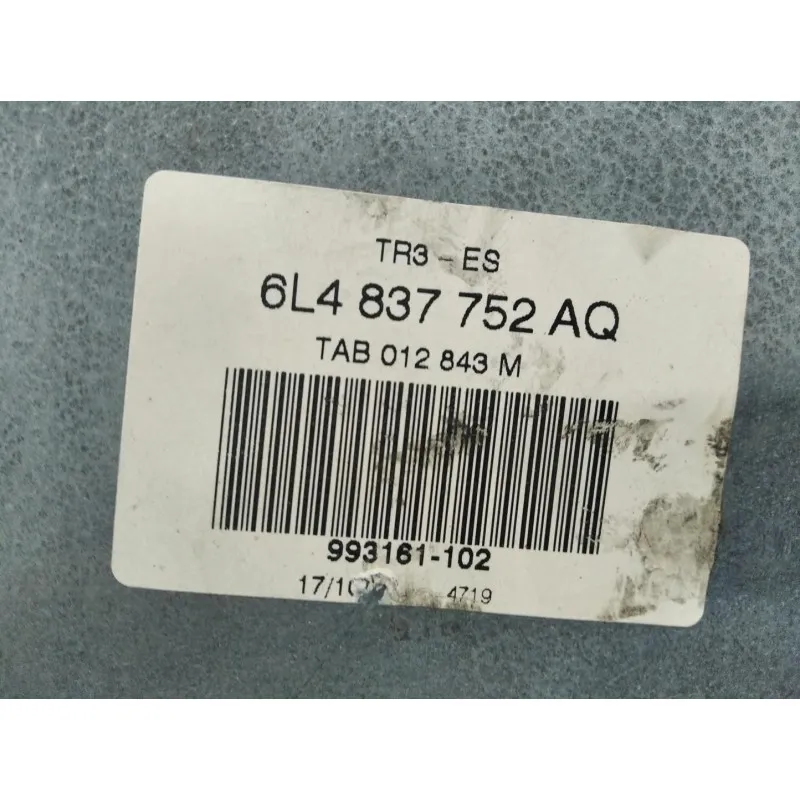 TR3 - ES
6L4 837 752 AQ
TAB 012 843 M
993161-102
4719